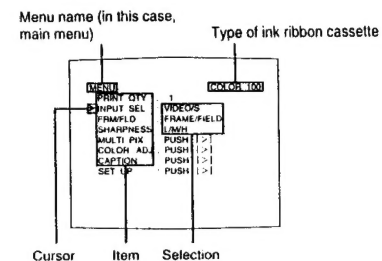 Menu name (in this case,
main menu)
Type of ink ribbon cassette
MENU
COLOR 100
PRINT QTY 1
INPUT SEL VIDEO/S
FRM/FLD FRAME/FIELD
SHARPNESS L/M/H
MULTI PIX PUSH [>]
COLOR ADJ. PUSH [>]
CAPTION PUSH [>]
SET UP PUSH [>]
Cursor
Item
Selection